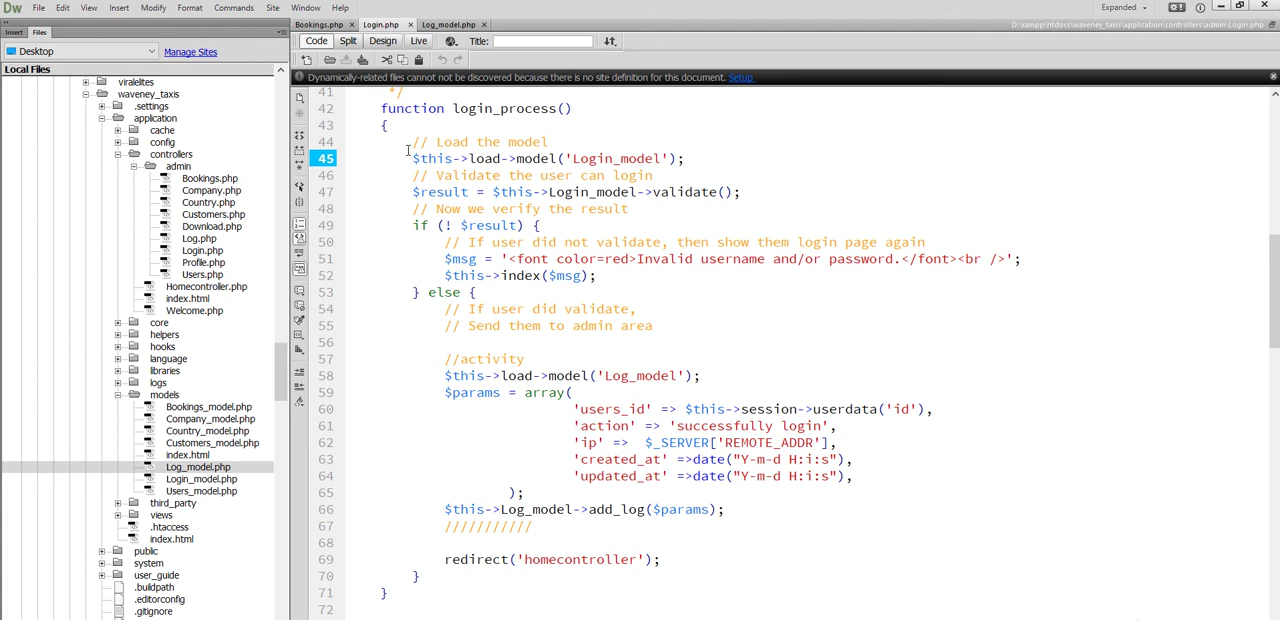 Dw File Edit View Insert Modify Format Commands Site Window Help Expanded
Insert Files
Bookings.php Login.php Log_model.php D:\xampp\htdocs\waveney_taxis\application\controllers\admin\Login.php
Desktop Manage Sites
Code Split Design Live Title:
Local Files
Dynamically-related files cannot not be discovered because there is no site definition for this document. Setup
viralelites
waveney_taxis
.settings
application
cache
config
controllers
admin
Bookings.php
Company.php
Country.php
Customers.php
Download.php
Log.php
Login.php
Profile.php
Users.php
Homecontroller.php
index.html
Welcome.php
core
helpers
hooks
language
libraries
logs
models
Bookings_model.php
Company_model.php
Country_model.php
Customers_model.php
index.html
Log_model.php
Login_model.php
Users_model.php
third_party
views
.htaccess
index.html
public
system
user_guide
.buildpath
.editorconfig
.gitignore
41 */
42 function login_process()
43 {
44 // Load the model
45 $this->load->model('Login_model');
46 // Validate the user can login
47 $result = $this->Login_model->validate();
48 // Now we verify the result
49 if (! $result) {
50 // If user did not validate, then show them login page again
51 $msg = '<font color=red>Invalid username and/or password.</font><br />';
52 $this->index($msg);
53 } else {
54 // If user did validate,
55 // Send them to admin area
56
57 //activity
58 $this->load->model('Log_model');
59 $params = array(
60 'users_id' => $this->session->userdata('id'),
61 'action' => 'successfully login',
62 'ip' => $_SERVER['REMOTE_ADDR'],
63 'created_at' =>date("Y-m-d H:i:s"),
64 'updated_at' =>date("Y-m-d H:i:s"),
65 );
66 $this->Log_model->add_log($params);
67 ///////////
68
69 redirect('homecontroller');
70 }
71 }
72